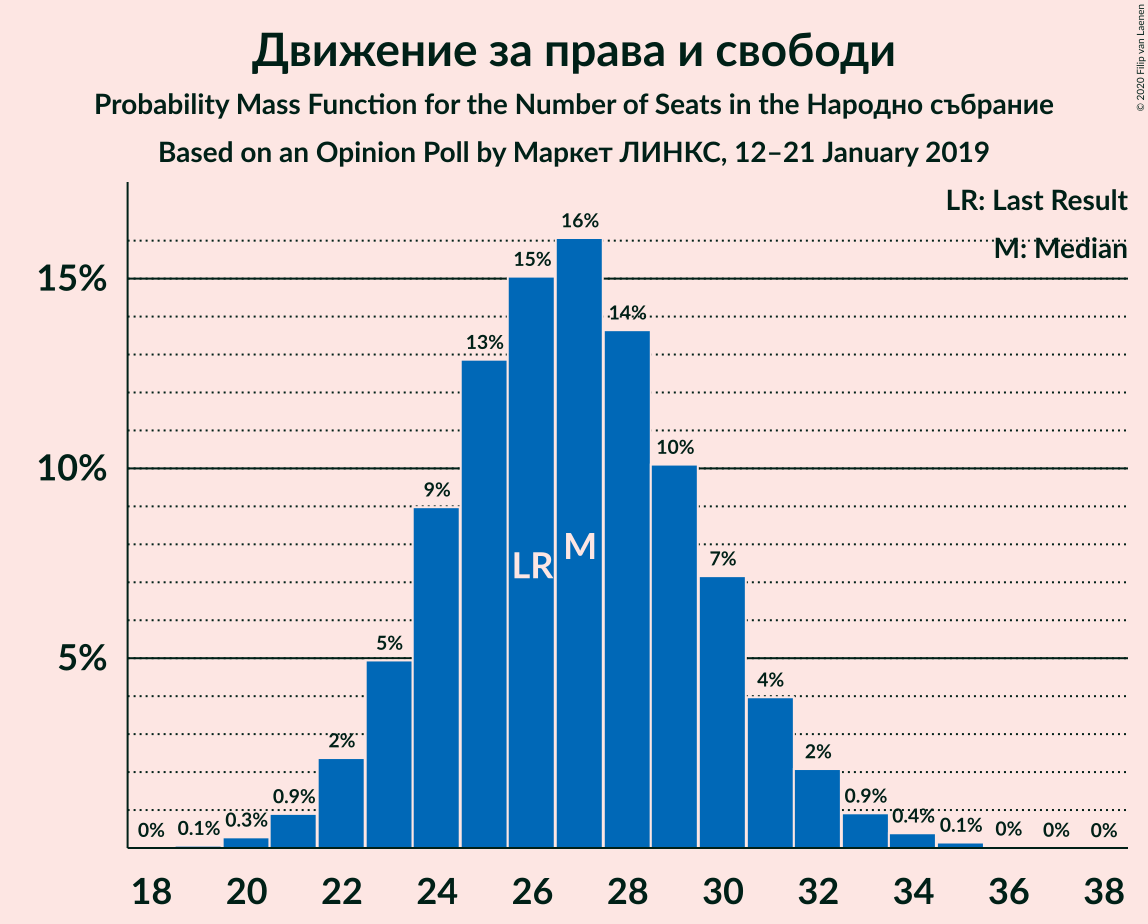 Движение за права и свободи
Probability Mass Function for the Number of Seats in the Народно събрание
Based on an Opinion Poll by Маркет ЛИНКС, 12–21 January 2019
© 2020 Filip van Laenen
LR: Last Result
M: Median
15%
10%
5%
0%
0.1%
0.3%
0.9%
2%
5%
9%
13%
15%
16%
14%
10%
7%
4%
2%
0.9%
0.4%
0.1%
0%
0%
0%
LR
M
18 20 22 24 26 28 30 32 34 36 38